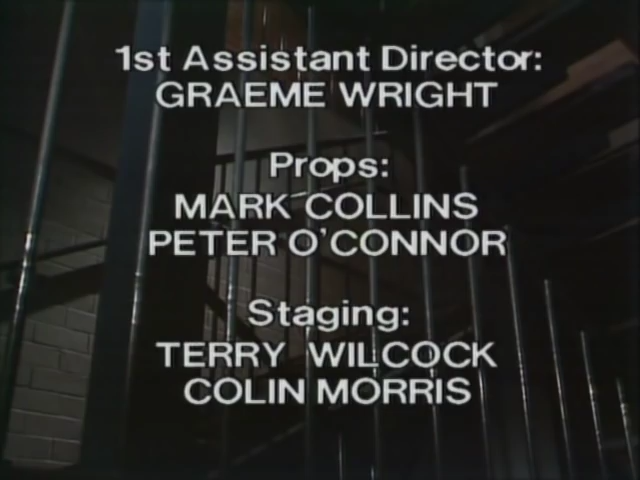 1st Assistant Director:
GRAEME WRIGHT
Props:
MARK COLLINS
PETER O'CONNOR
Staging:
TERRY WILCOCK
COLIN MORRIS